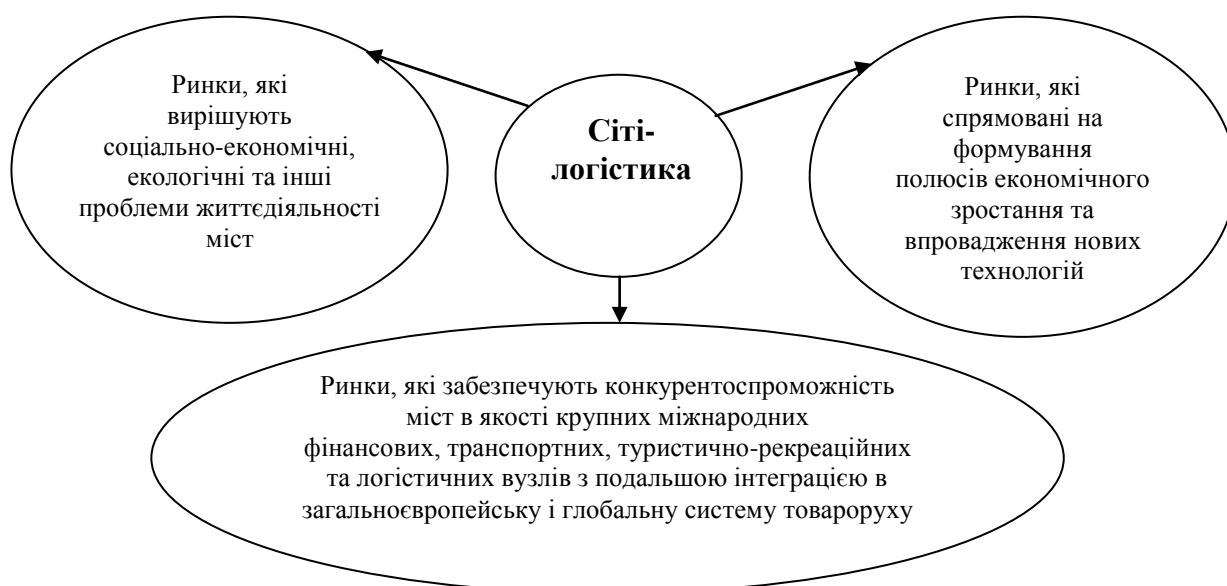 Ринки, які
вирішують
соціально-економічні,
екологічні та інші
проблеми життєдіяльності
міст
Сіті-
логістика
Ринки, які
спрямовані на
формування
полюсів економічного
зростання та
впровадження нових
технологій
Ринки, які забезпечують конкурентоспроможність
міст в якості крупних міжнародних
фінансових, транспортних, туристично-рекреаційних
та логістичних вузлів з подальшою інтеграцією в
загальноєвропейську і глобальну систему товароруху